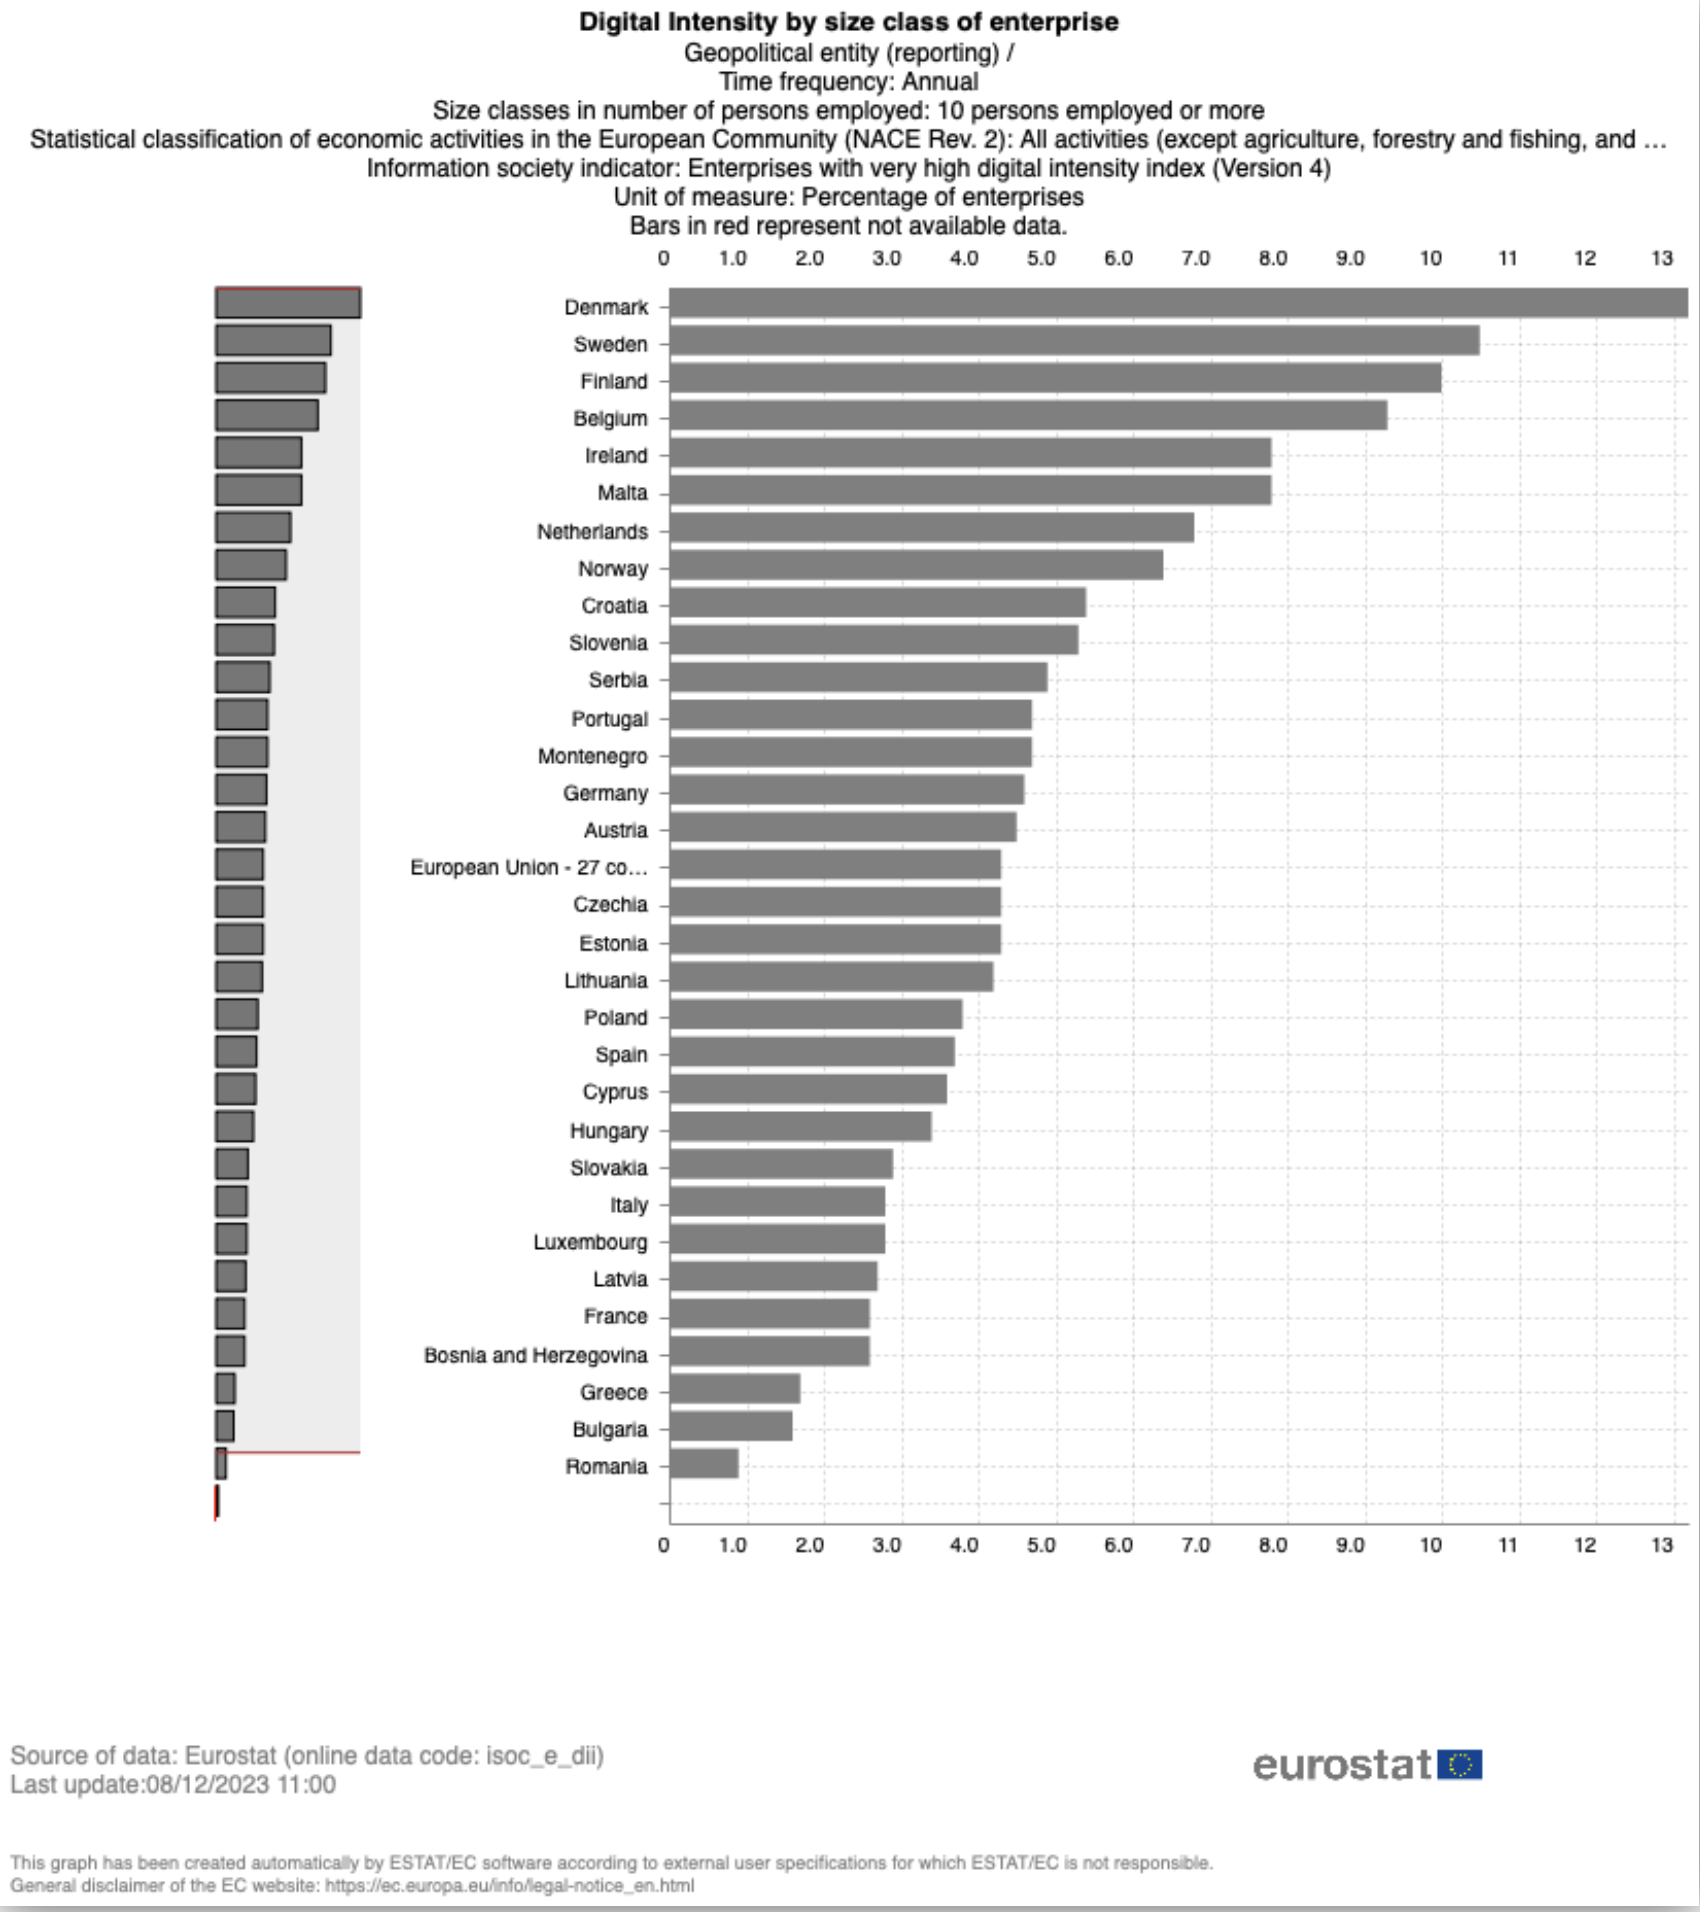 Digital Intensity by size class of enterprise
Geopolitical entity (reporting) /
Time frequency: Annual
Size classes in number of persons employed: 10 persons employed or more
Statistical classification of economic activities in the European Community (NACE Rev. 2): All activities (except agriculture, forestry and fishing, and ...
Information society indicator: Enterprises with very high digital intensity index (Version 4)
Unit of measure: Percentage of enterprises
Bars in red represent not available data.
0 1.0 2.0 3.0 4.0 5.0 6.0 7.0 8.0 9.0 10 11 12 13
Denmark
Sweden
Finland
Belgium
Ireland
Malta
Netherlands
Norway
Croatia
Slovenia
Serbia
Portugal
Montenegro
Germany
Austria
European Union - 27 co...
Czechia
Estonia
Lithuania
Poland
Spain
Cyprus
Hungary
Slovakia
Italy
Luxembourg
Latvia
France
Bosnia and Herzegovina
Greece
Bulgaria
Romania
0 1.0 2.0 3.0 4.0 5.0 6.0 7.0 8.0 9.0 10 11 12 13
Source of data: Eurostat (online data code: isoc_e_dii)
Last update:08/12/2023 11:00
eurostat
This graph has been created automatically by ESTAT/EC software according to external user specifications for which ESTAT/EC is not responsible.
General disclaimer of the EC website: https://ec.europa.eu/info/legal-notice_en.html